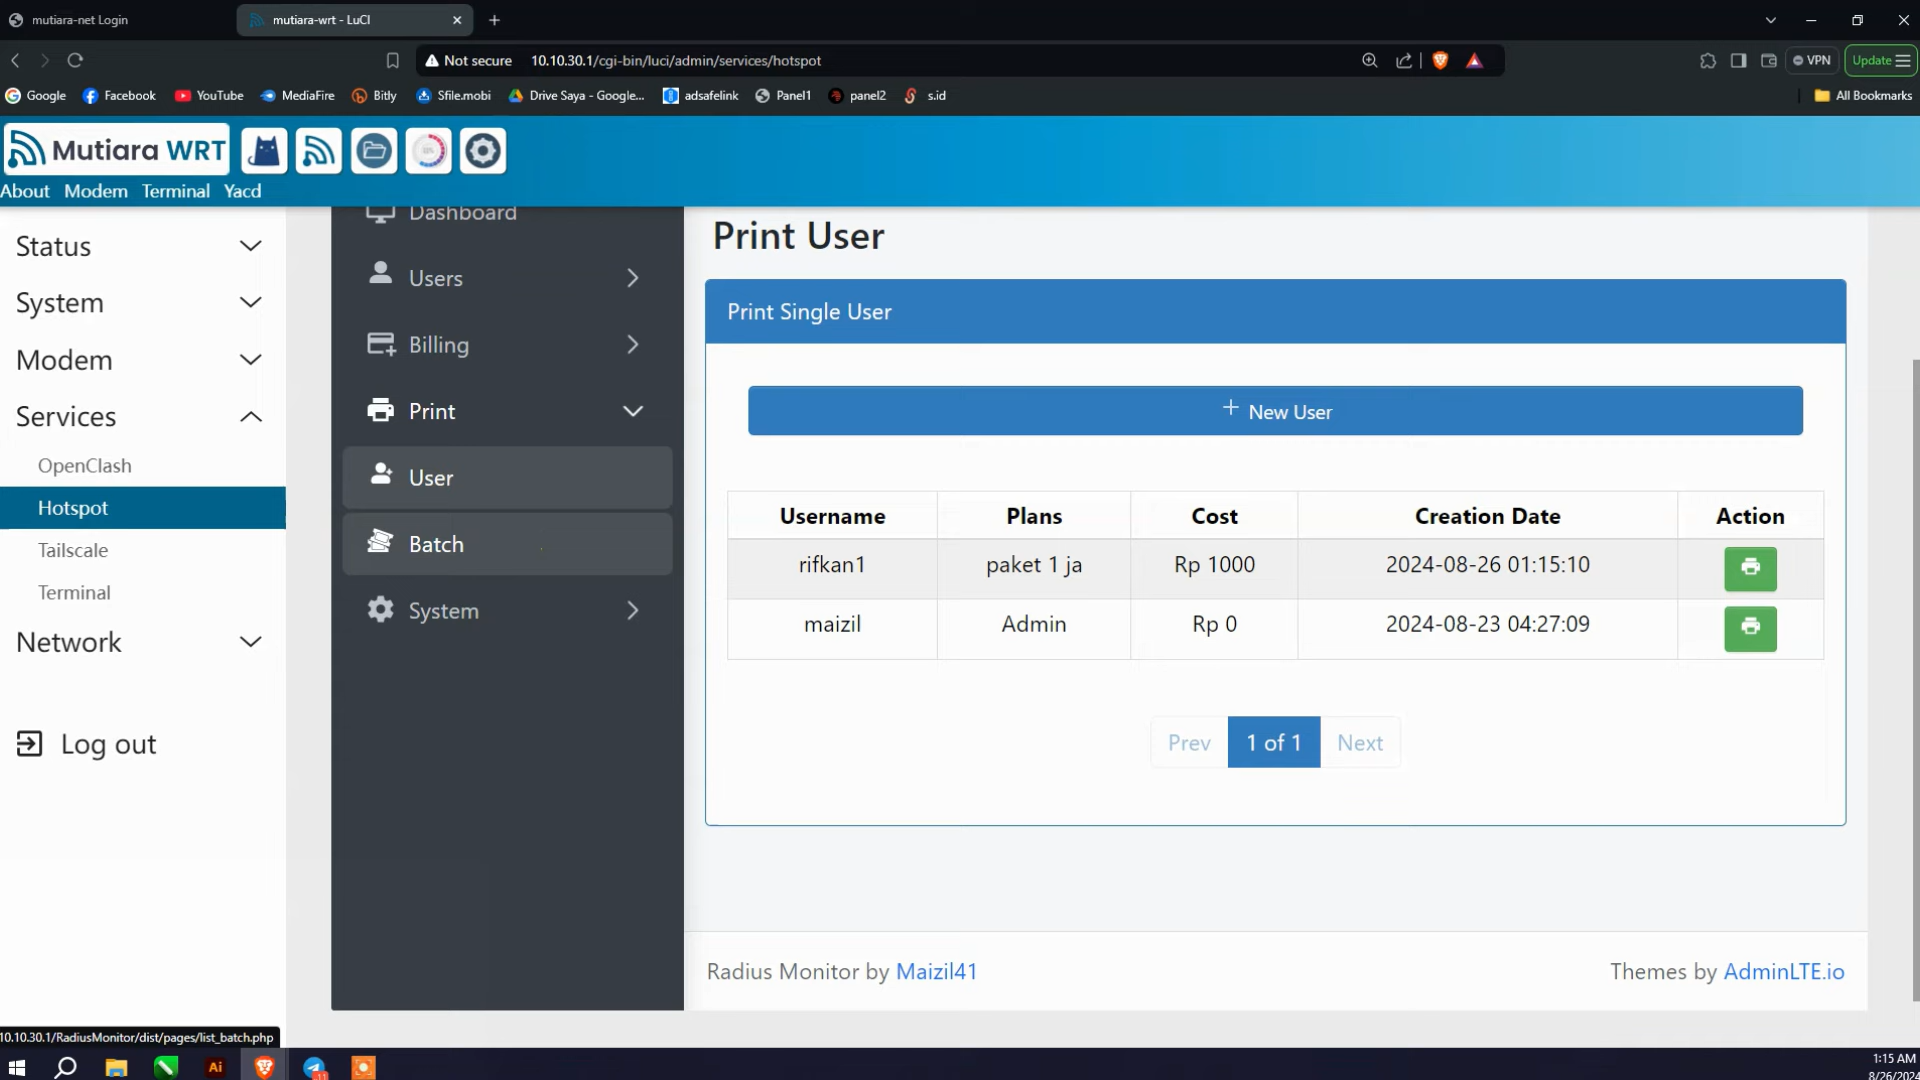 mutiara-net Login
mutiara-wrt - LuCI
Not secure 10.10.30.1/cgi-bin/luci/admin/services/hotspot
VPN
Update
Google Facebook YouTube MediaFire Bitly Sfile.mobi Drive Saya - Google... adsafelink Panel1 panel2 s.id All Bookmarks
Mutiara WRT
About Modem Terminal Yacd
Status
System
Modem
Services
OpenClash
Hotspot
Tailscale
Terminal
Network
Log out
Dashboard
Users
Billing
Print
User
Batch
System
Print User
Print Single User
New User
Username Plans Cost Creation Date Action
rifkan1 paket 1 ja Rp 1000 2024-08-26 01:15:10
maizil Admin Rp 0 2024-08-23 04:27:09
Prev 1 of 1 Next
Radius Monitor by Maizil41
Themes by AdminLTE.io
10.10.30.1/RadiusMonitor/dist/pages/list_batch.php
Ai
11
1:15 AM
8/26/2024